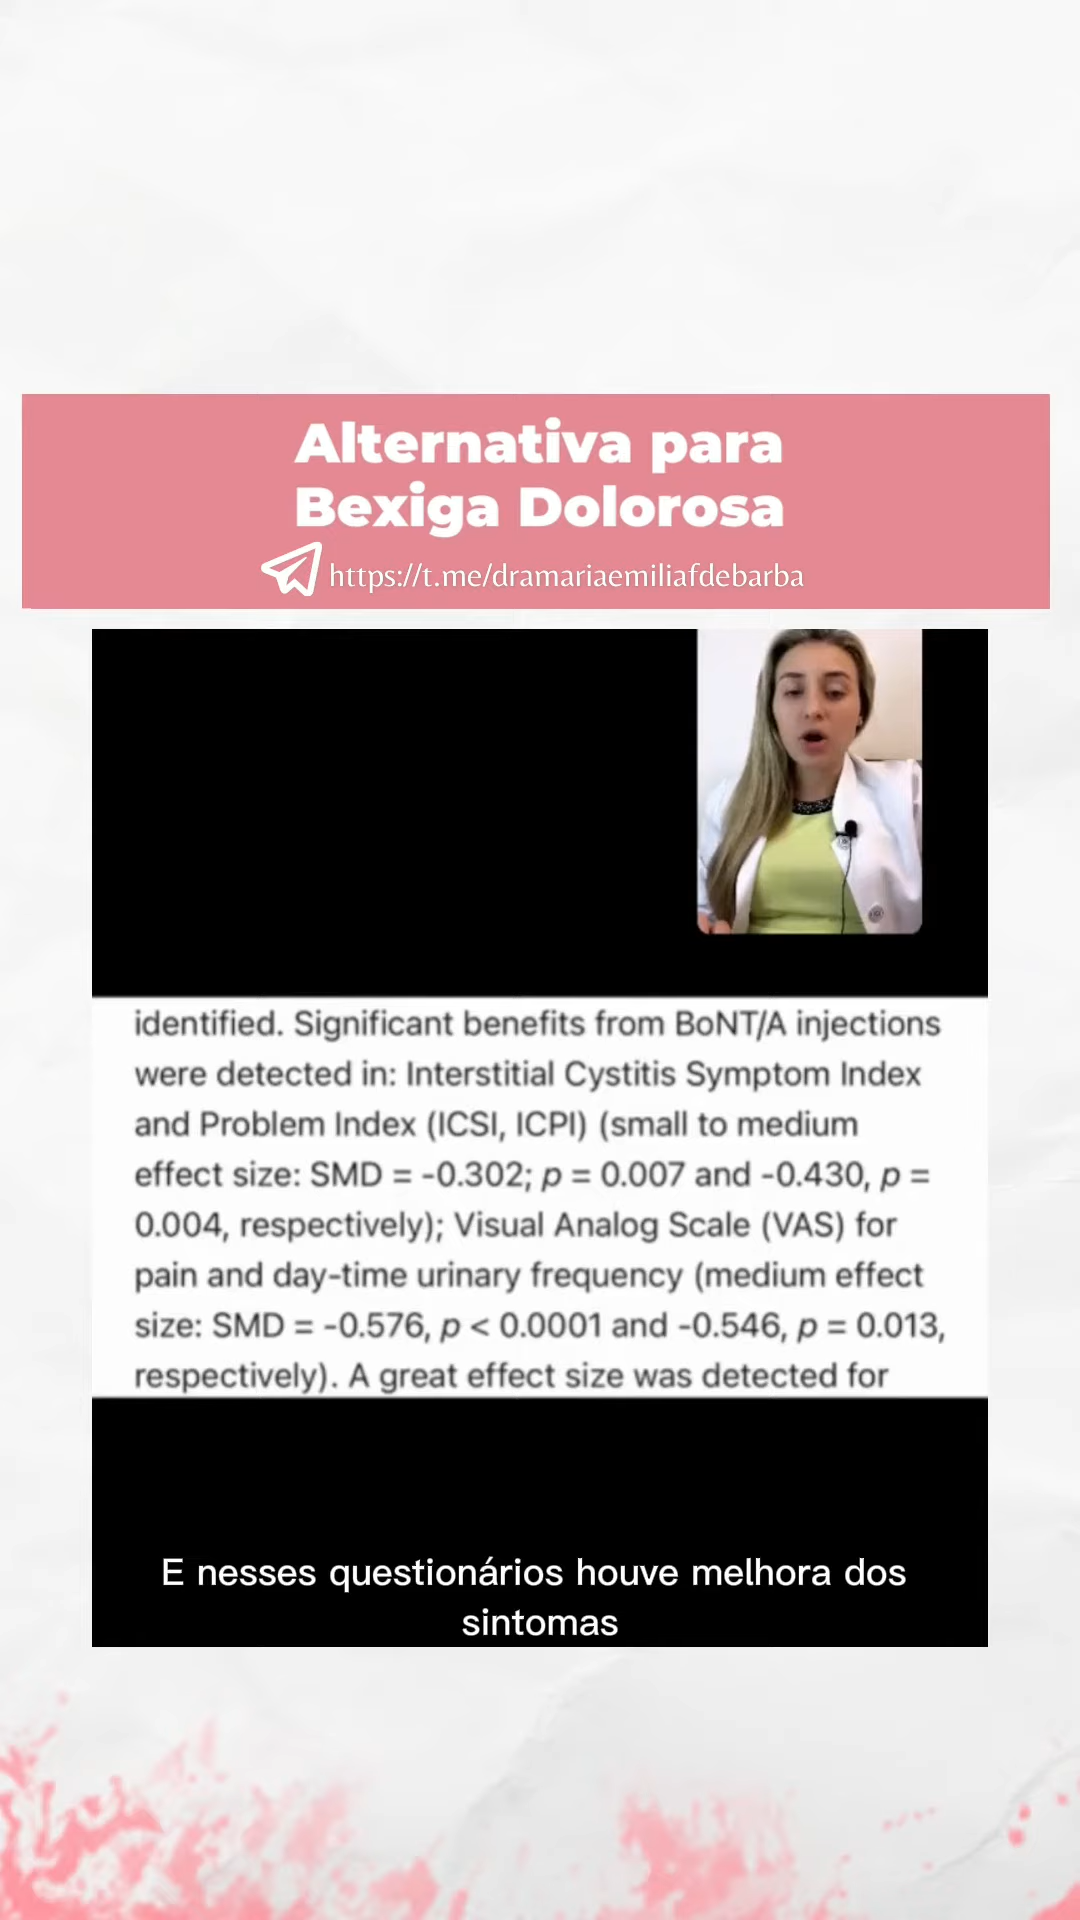 Alternativa para
Bexiga Dolorosa
https://t.me/dramariaemiliafdebarba
identified. Significant benefits from BoNT/A injections
were detected in: Interstitial Cystitis Symptom Index
and Problem Index (ICSI, ICPI) (small to medium
effect size: SMD = -0.302; p = 0.007 and -0.430, p =
0.004, respectively); Visual Analog Scale (VAS) for
pain and day-time urinary frequency (medium effect
size: SMD = -0.576, p < 0.0001 and -0.546, p = 0.013,
respectively). A great effect size was detected for
E nesses questionários houve melhora dos
sintomas